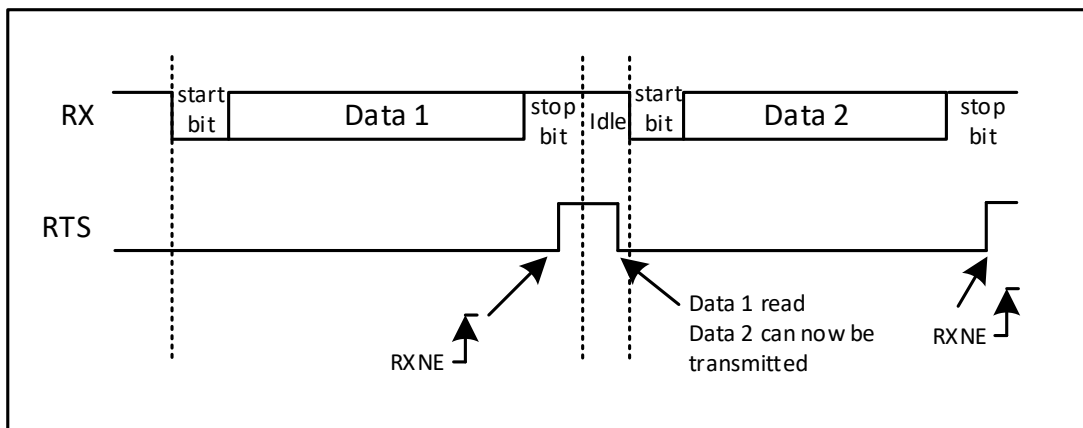 RX
start
bit
Data 1
stop
bit
Idle
start
bit
Data 2
stop
bit
RTS
RXNE
Data 1 read
Data 2 can now be
transmitted
RXNE